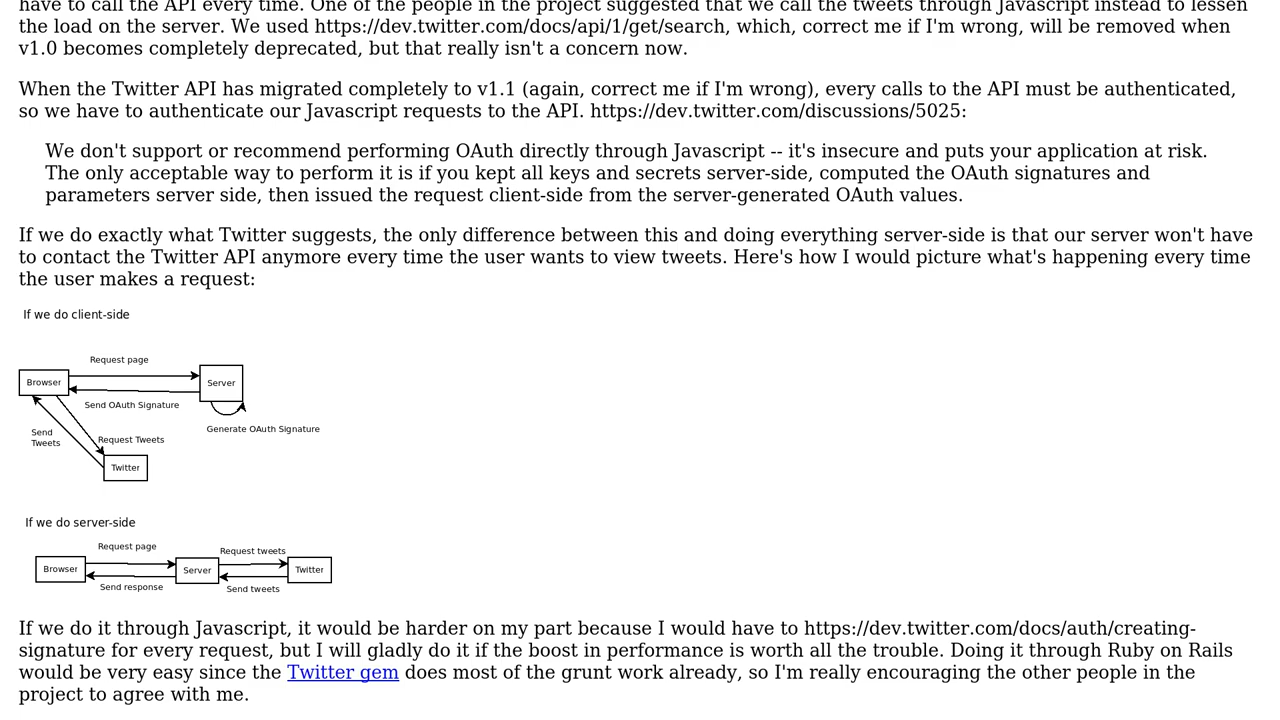 have to call the API every time. One of the people in the project suggested that we call the tweets through Javascript instead to lessen
the load on the server. We used https://dev.twitter.com/docs/api/1/get/search, which, correct me if I'm wrong, will be removed when
v1.0 becomes completely deprecated, but that really isn't a concern now.
When the Twitter API has migrated completely to v1.1 (again, correct me if I'm wrong), every calls to the API must be authenticated,
so we have to authenticate our Javascript requests to the API. https://dev.twitter.com/discussions/5025:
We don't support or recommend performing OAuth directly through Javascript -- it's insecure and puts your application at risk.
The only acceptable way to perform it is if you kept all keys and secrets server-side, computed the OAuth signatures and
parameters server side, then issued the request client-side from the server-generated OAuth values.
If we do exactly what Twitter suggests, the only difference between this and doing everything server-side is that our server won't have
to contact the Twitter API anymore every time the user wants to view tweets. Here's how I would picture what's happening every time
the user makes a request:
If we do client-side
Request page
Browser
Server
Send OAuth Signature
Generate OAuth Signature
Send
Tweets
Request Tweets
Twitter
If we do server-side
Request page
Request tweets
Browser
Server
Twitter
Send response
Send tweets
If we do it through Javascript, it would be harder on my part because I would have to https://dev.twitter.com/docs/auth/creating-
signature for every request, but I will gladly do it if the boost in performance is worth all the trouble. Doing it through Ruby on Rails
would be very easy since the Twitter gem does most of the grunt work already, so I'm really encouraging the other people in the
project to agree with me.